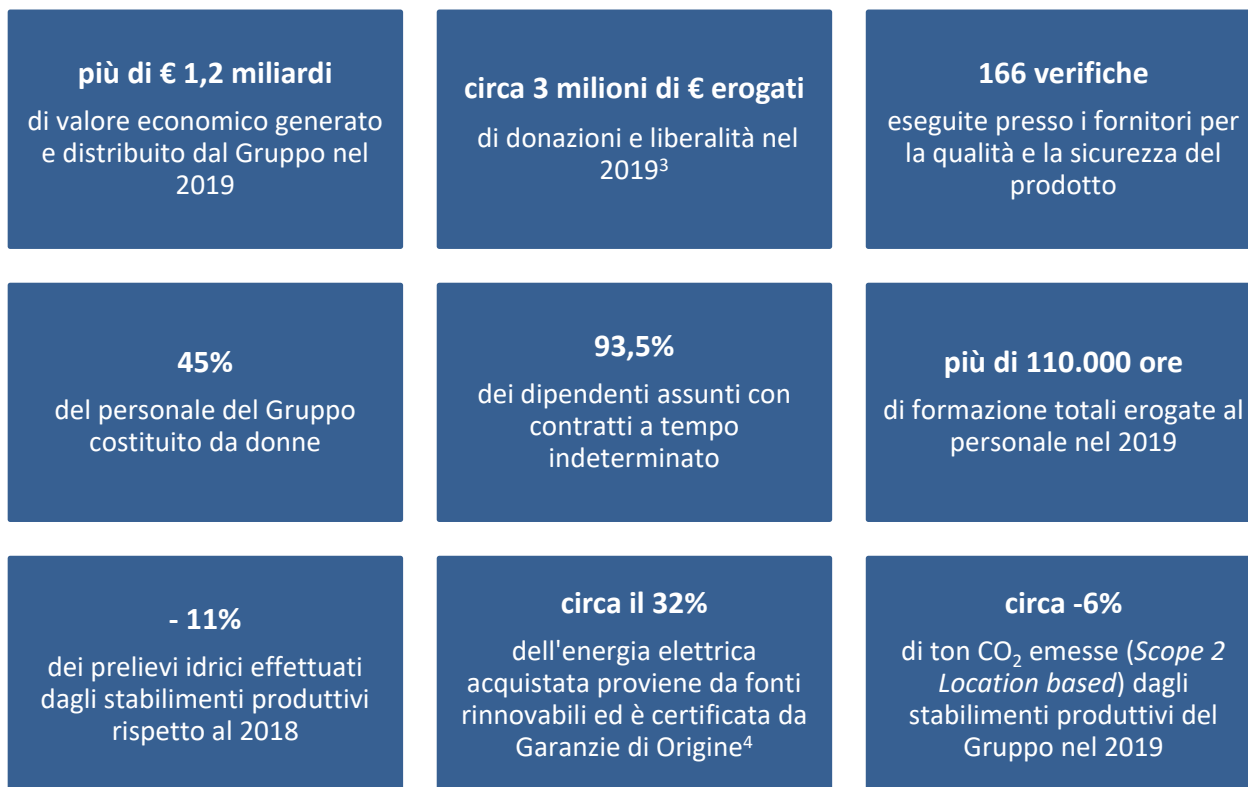 più di € 1,2 miliardi
di valore economico generato
e distribuito dal Gruppo nel
2019
circa 3 milioni di € erogati
di donazioni e liberalità nel
2019³
166 verifiche
eseguite presso i fornitori per
la qualità e la sicurezza del
prodotto
45%
del personale del Gruppo
costituito da donne
93,5%
dei dipendenti assunti con
contratti a tempo
indeterminato
più di 110.000 ore
di formazione totali erogate al
personale nel 2019
- 11%
dei prelievi idrici effettuati
dagli stabilimenti produttivi
rispetto al 2018
circa il 32%
dell'energia elettrica
acquistata proviene da fonti
rinnovabili ed è certificata da
Garanzie di Origine⁴
circa -6%
di ton CO₂ emesse (Scope 2
Location based) dagli
stabilimenti produttivi del
Gruppo nel 2019